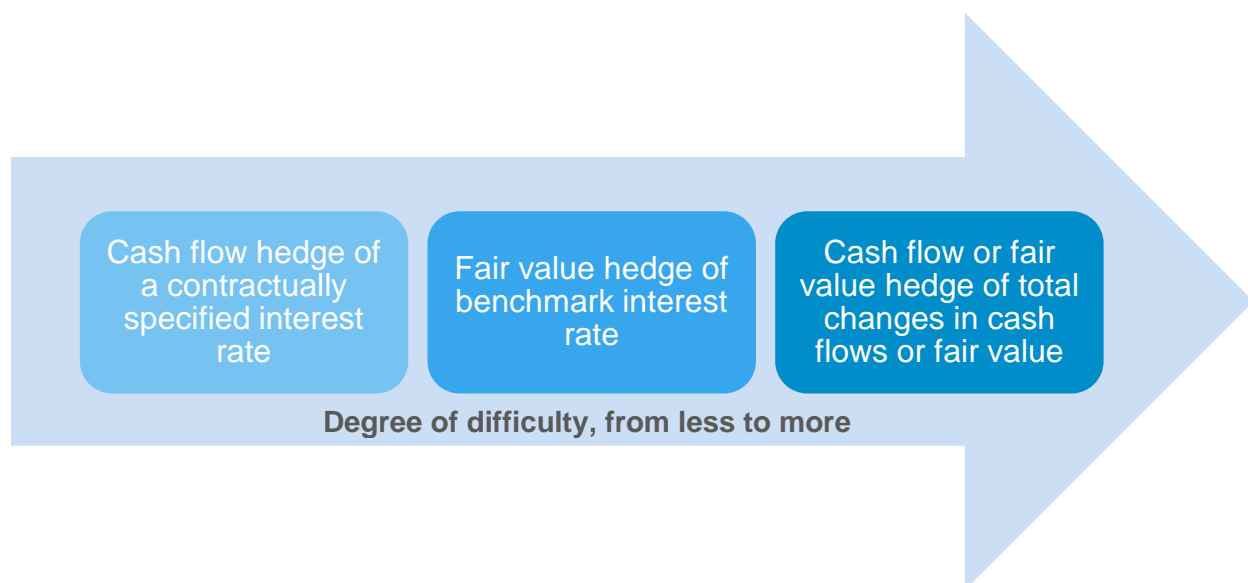 Cash flow hedge of
a contractually
specified interest
rate
Fair value hedge of
benchmark interest
rate
Cash flow or fair
value hedge of total
changes in cash
flows or fair value
Degree of difficulty, from less to more